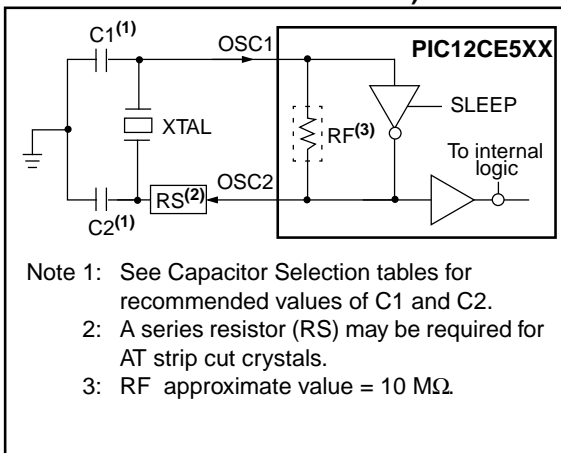 C1(1)
OSC1
PIC12CE5XX
SLEEP
XTAL
RF(3)
To internal
logic
OSC2
RS(2)
C2(1)
Note 1: See Capacitor Selection tables for
recommended values of C1 and C2.
2: A series resistor (RS) may be required for
AT strip cut crystals.
3: RF approximate value = 10 MΩ.